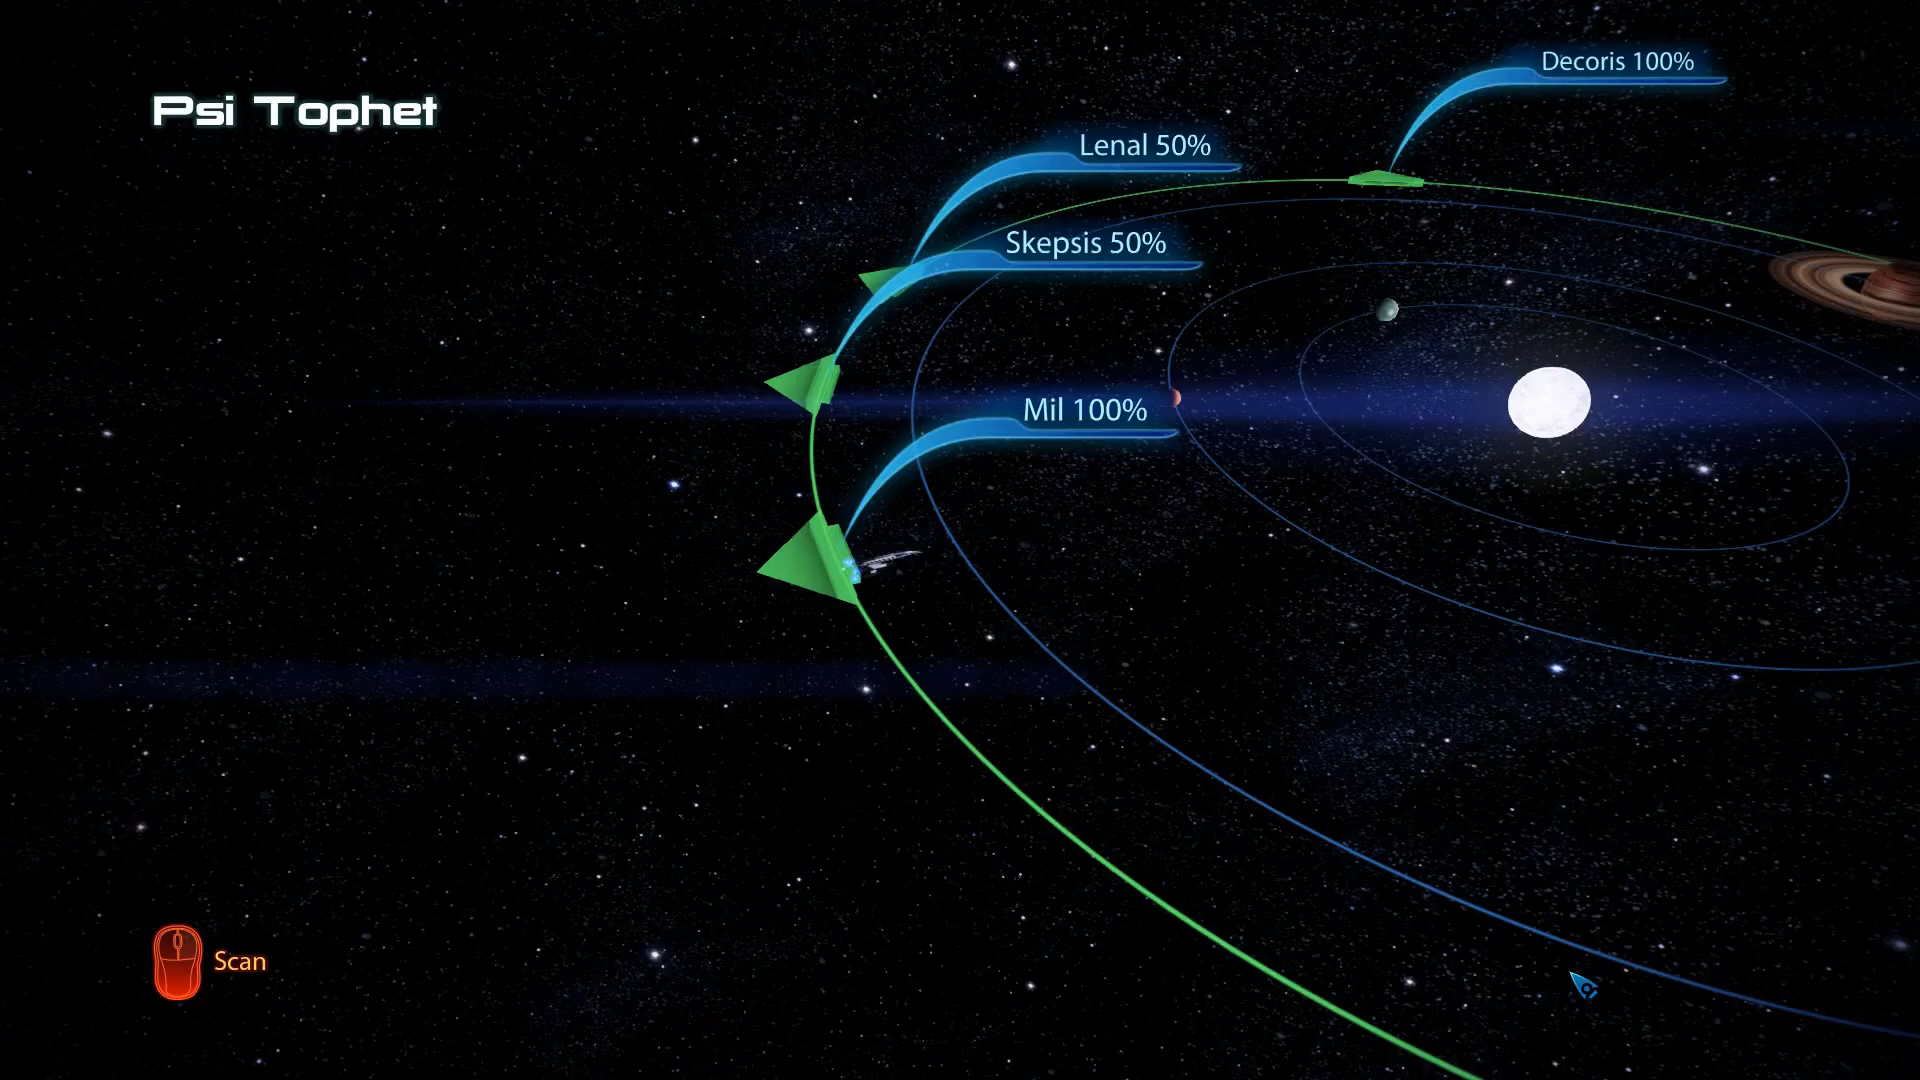 Psi Tophet
Decoris 100%
Lenal 50%
Skepsis 50%
Mil 100%
Scan